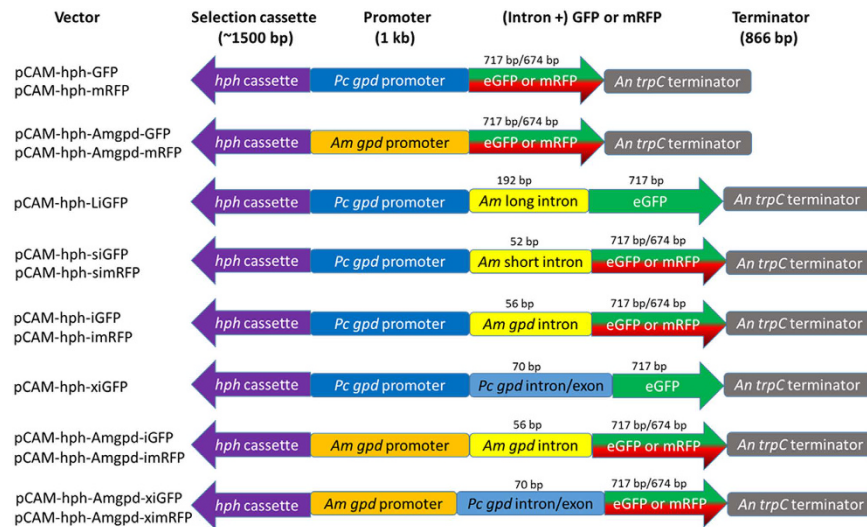 Vector Selection cassette Promoter (Intron +) GFP or mRFP Terminator
(~1500 bp) (1 kb) (866 bp)
717 bp/674 bp
pCAM-hph-GFP
pCAM-hph-mRFP
hph cassette Pc gpd promoter eGFP or mRFP An trpC terminator
717 bp/674 bp
pCAM-hph-Amgpd-GFP
pCAM-hph-Amgpd-mRFP
hph cassette Am gpd promoter eGFP or mRFP An trpC terminator
192 bp 717 bp
pCAM-hph-LiGFP hph cassette Pc gpd promoter Am long intron eGFP An trpC terminator
52 bp 717 bp/674 bp
pCAM-hph-siGFP
pCAM-hph-simRFP
hph cassette Pc gpd promoter Am short intron eGFP or mRFP An trpC terminator
56 bp 717 bp/674 bp
pCAM-hph-iGFP
pCAM-hph-imRFP
hph cassette Pc gpd promoter Am gpd intron eGFP or mRFP An trpC terminator
70 bp 717 bp
pCAM-hph-xiGFP hph cassette Pc gpd promoter Pc gpd intron/exon eGFP An trpC terminator
56 bp 717 bp/674 bp
pCAM-hph-Amgpd-iGFP
pCAM-hph-Amgpd-imRFP
hph cassette Am gpd promoter Am gpd intron eGFP or mRFP An trpC terminator
70 bp 717 bp/674 bp
pCAM-hph-Amgpd-xiGFP
pCAM-hph-Amgpd-ximRFP
hph cassette Am gpd promoter Pc gpd intron/exon eGFP or mRFP An trpC terminator